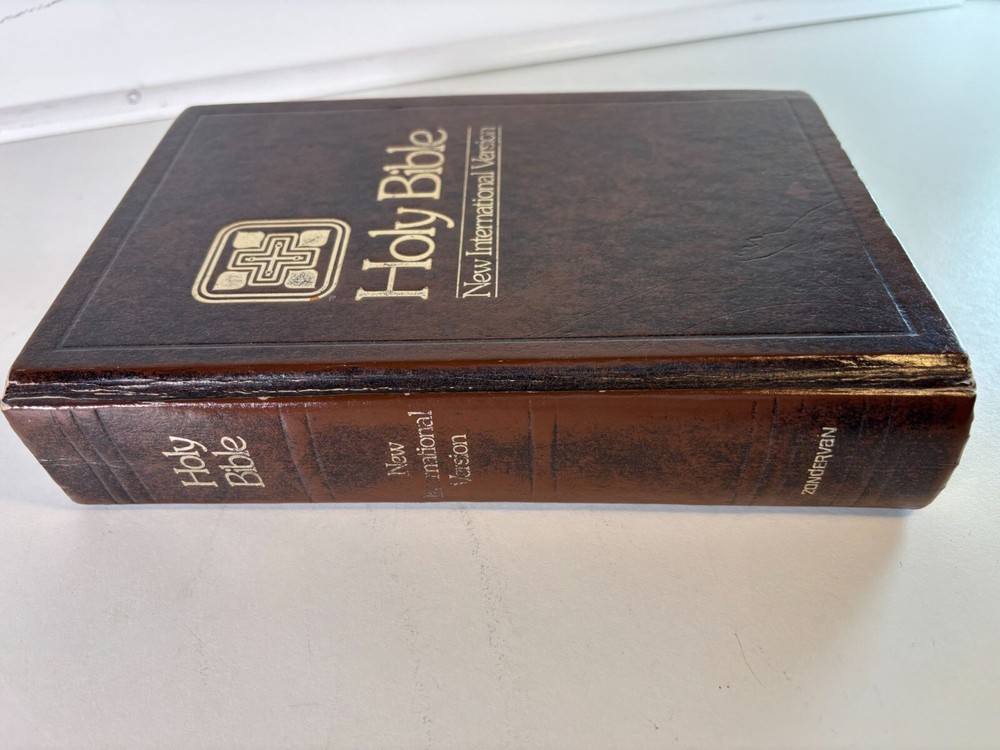 Holy Bible
New International Version
Holy
Bible
New
Version
ZONDERVAN